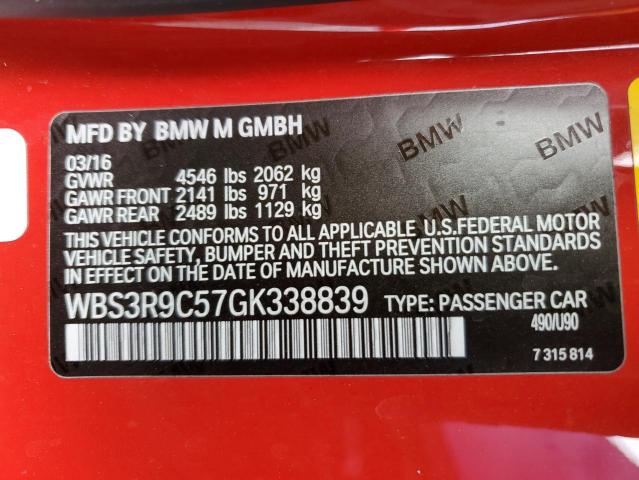 MFD BY BMW M GMBH
03/16
GVWR 4546 lbs 2062 kg
GAWR FRONT 2141 lbs 971 kg
GAWR REAR 2489 lbs 1129 kg
THIS VEHICLE CONFORMS TO ALL APPLICABLE U.S.FEDERAL MOTOR
VEHICLE SAFETY, BUMPER AND THEFT PREVENTION STANDARDS
IN EFFECT ON THE DATE OF MANUFACTURE SHOWN ABOVE.
WBS3R9C57GK338839 TYPE: PASSENGER CAR
490/U90
7 315 814
BMW
BMW